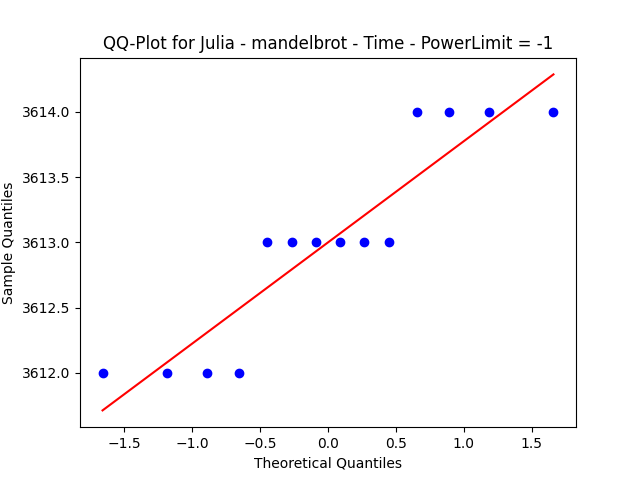 QQ-Plot for Julia - mandelbrot - Time - PowerLimit = -1
3614.0
3613.5
3613.0
3612.5
3612.0
Sample Quantiles
−1.5 −1.0 −0.5 0.0 0.5 1.0 1.5
Theoretical Quantiles